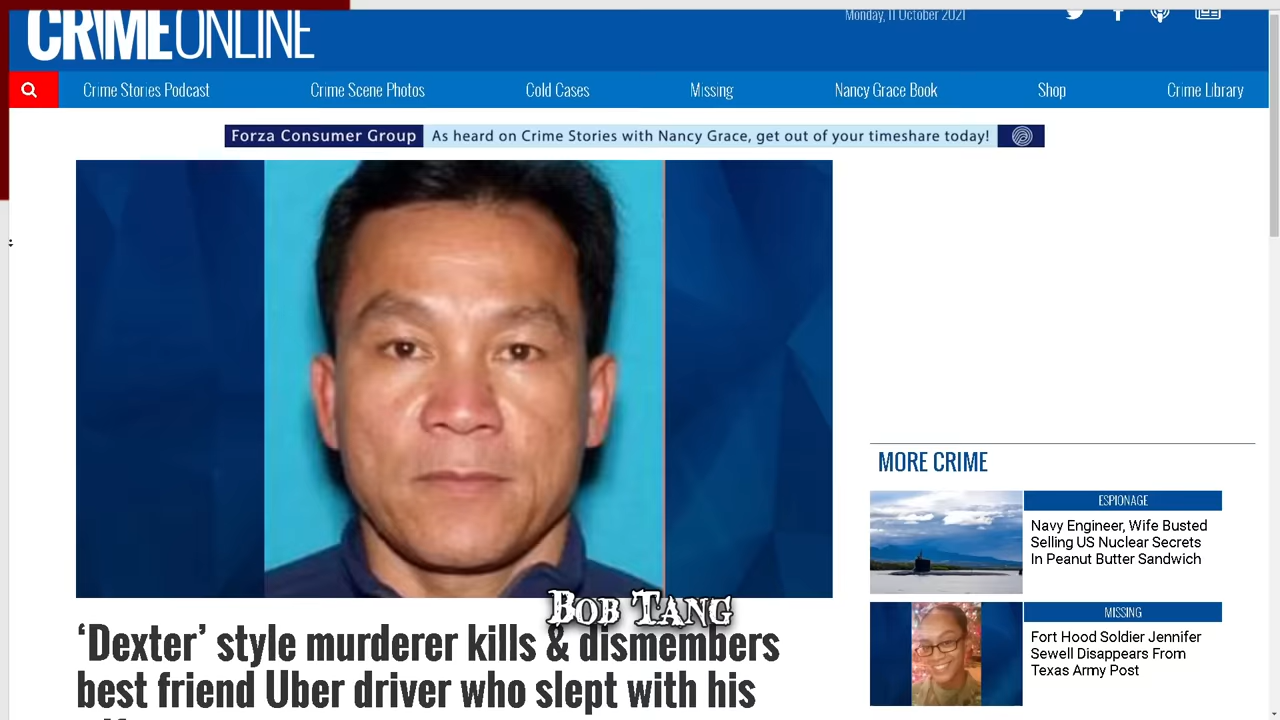 CRIMEONLINE
Monday, 11 October 2021
Crime Stories Podcast
Crime Scene Photos
Cold Cases
Missing
Nancy Grace Book
Shop
Crime Library
Forza Consumer Group
As heard on Crime Stories with Nancy Grace, get out of your timeshare today!
BOB TANG
‘Dexter’ style murderer kills & dismembers
best friend Uber driver who slept with his
MORE CRIME
ESPIONAGE
Navy Engineer, Wife Busted
Selling US Nuclear Secrets
In Peanut Butter Sandwich
MISSING
Fort Hood Soldier Jennifer
Sewell Disappears From
Texas Army Post